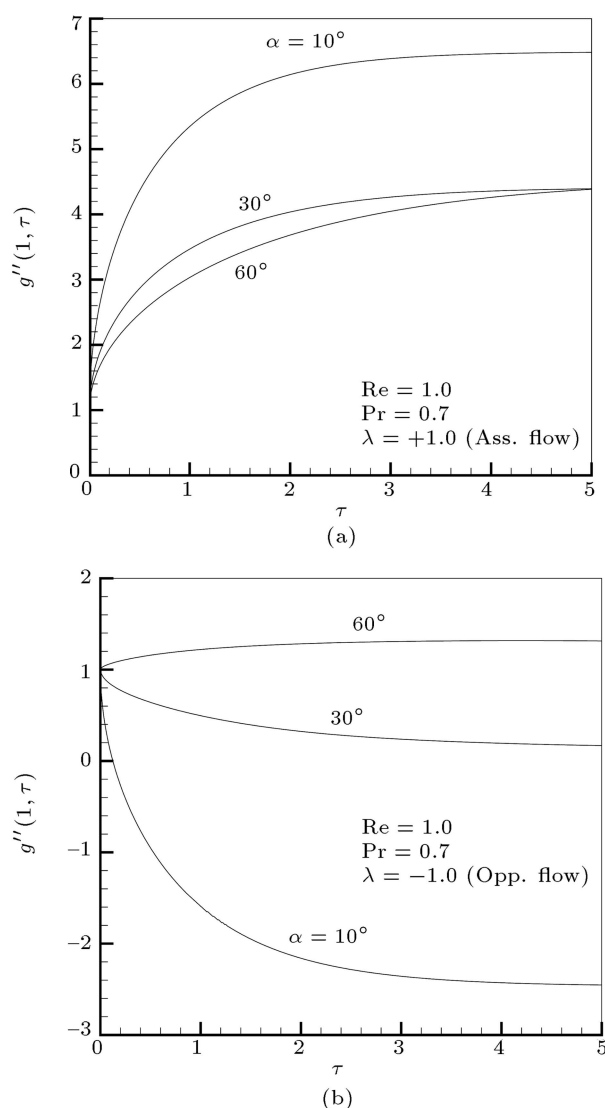 7
6
5
4
3
2
1
0
g″(1, τ)
α = 10°
30°
60°
Re = 1.0
Pr = 0.7
λ = +1.0 (Ass. flow)
0 1 2 3 4 5
τ
(a)
2
1
0
−1
−2
−3
g″(1, τ)
60°
30°
Re = 1.0
Pr = 0.7
λ = −1.0 (Opp. flow)
α = 10°
0 1 2 3 4 5
τ
(b)